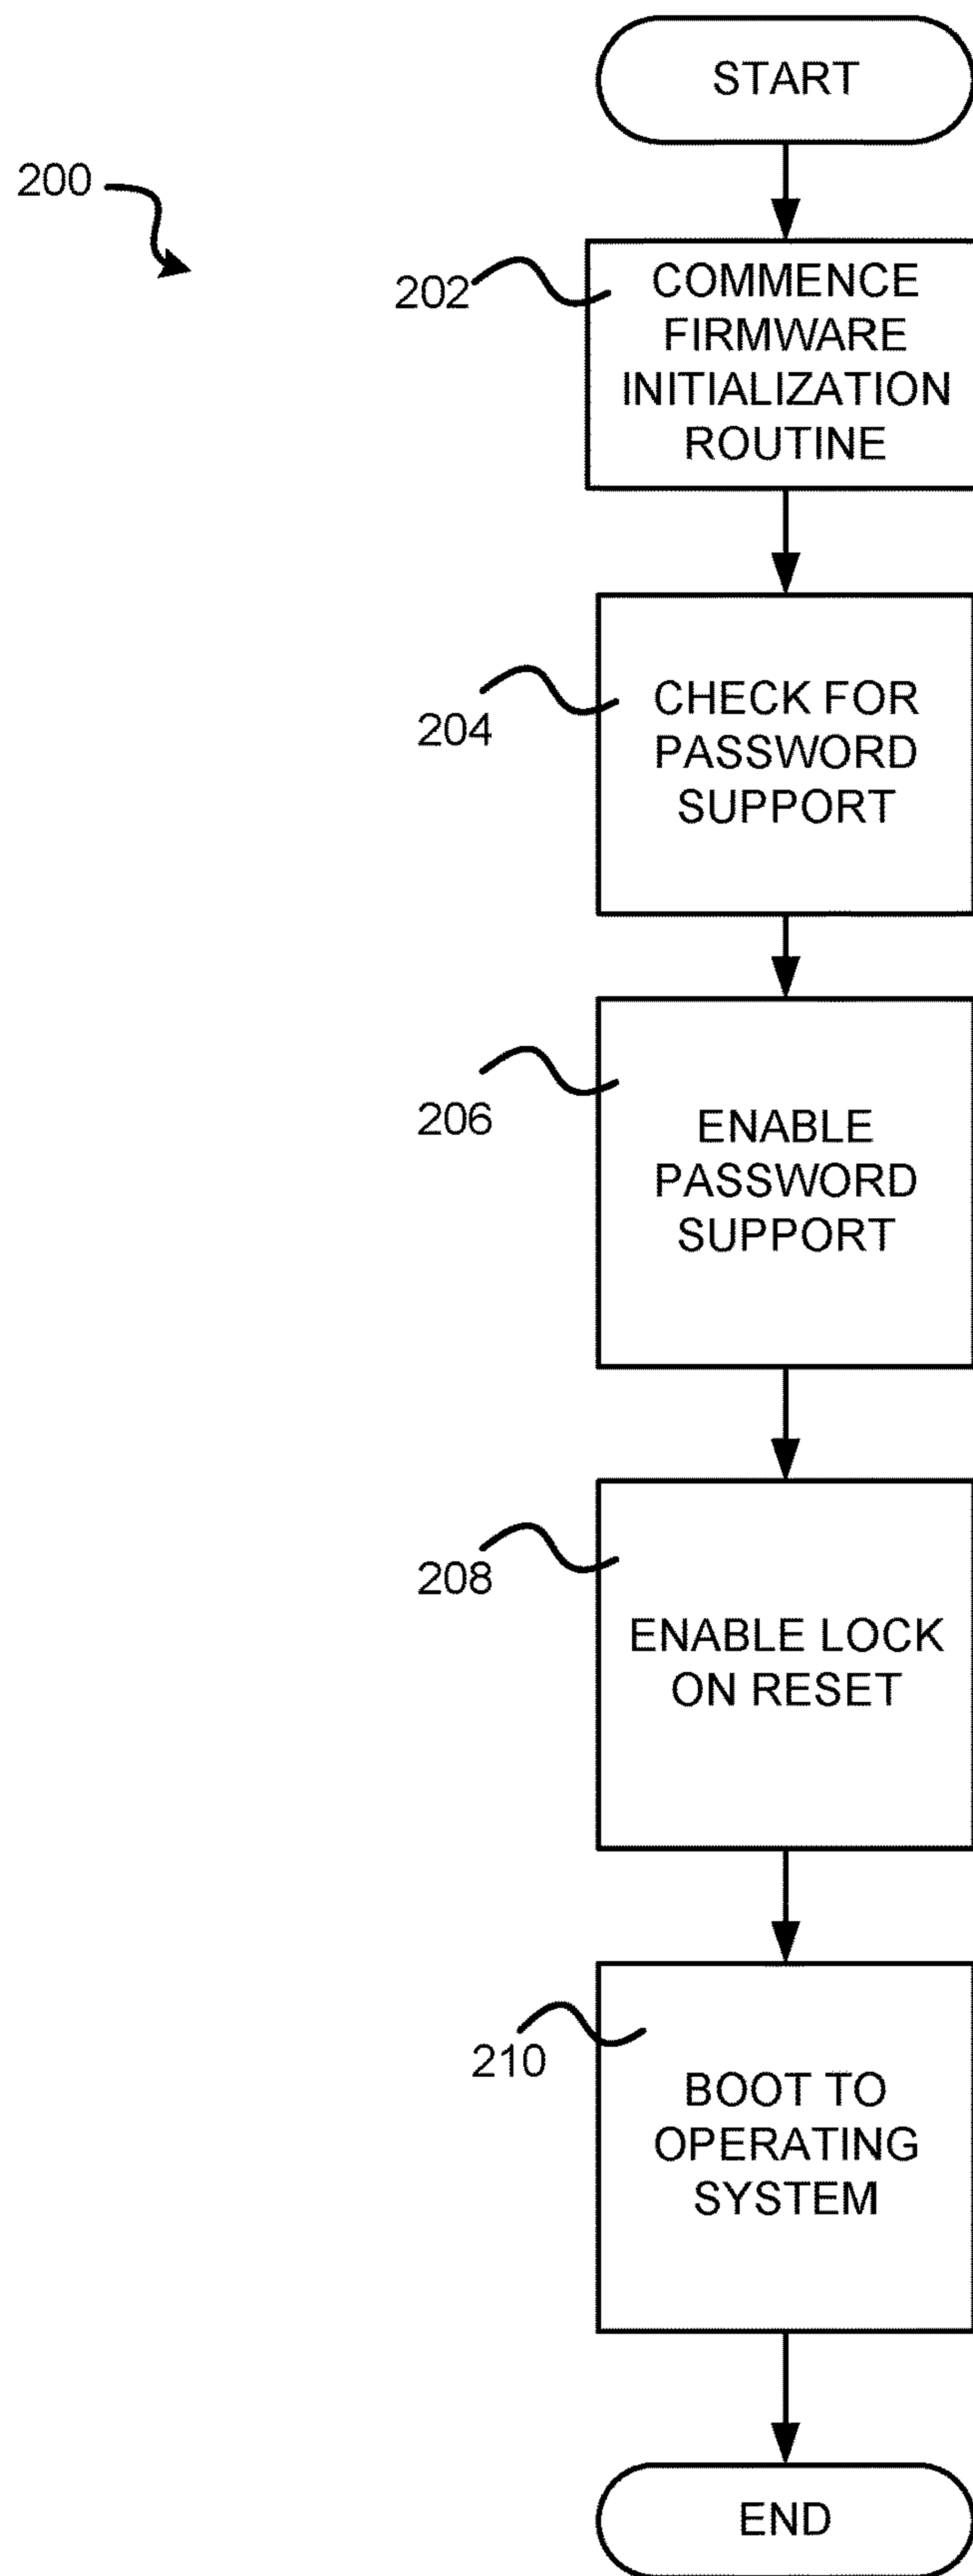 START
200
202
COMMENCE
FIRMWARE
INITIALIZATION
ROUTINE
204
CHECK FOR
PASSWORD
SUPPORT
206
ENABLE
PASSWORD
SUPPORT
208
ENABLE LOCK
ON RESET
210
BOOT TO
OPERATING
SYSTEM
END